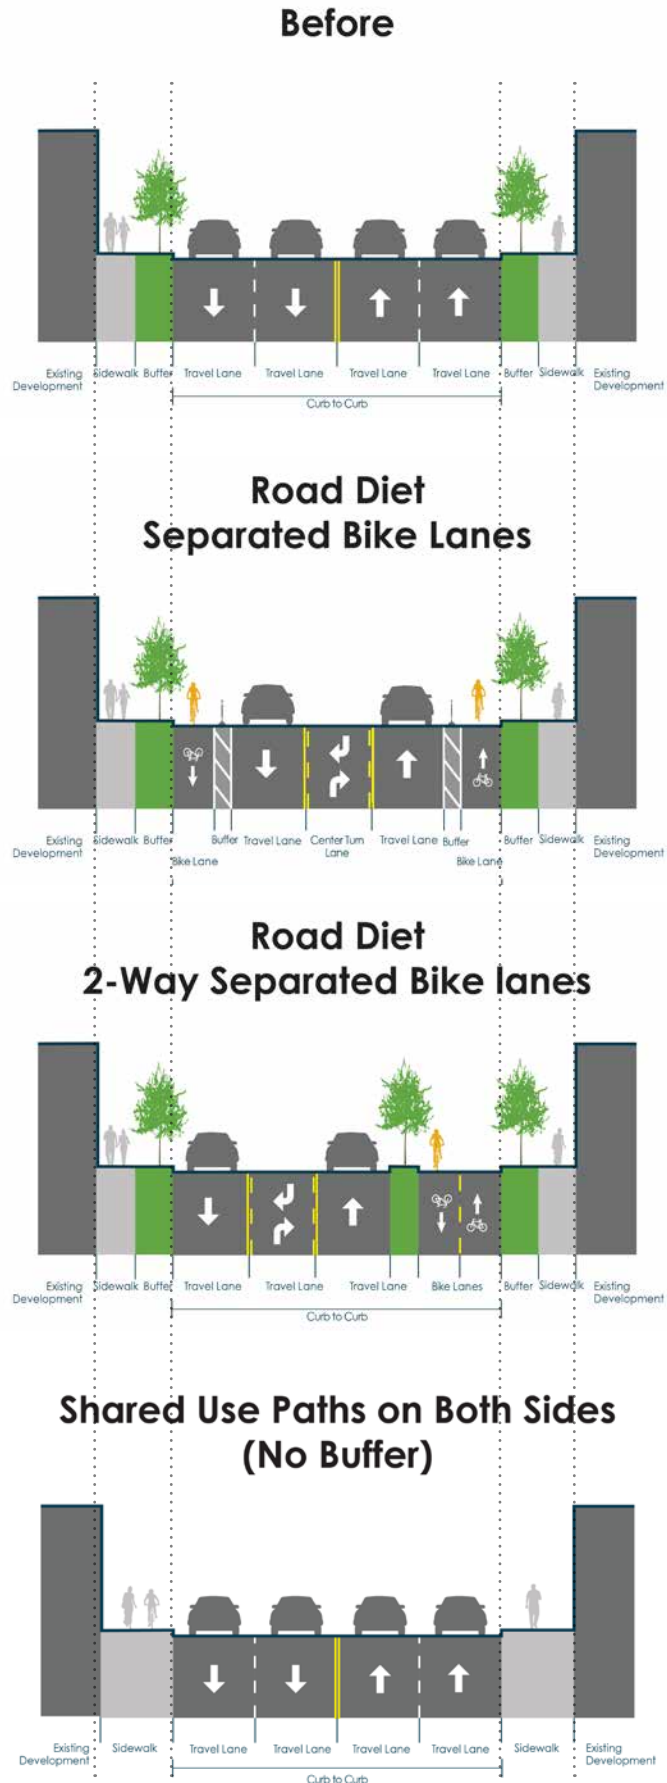 Before
Existing Development
Sidewalk
Buffer
Travel Lane
Travel Lane
Travel Lane
Travel Lane
Buffer
Sidewalk
Existing Development
Curb to Curb
Road Diet
Separated Bike Lanes
Existing Development
Sidewalk
Buffer
Bike Lane
Buffer
Travel Lane
Center Turn Lane
Travel Lane
Buffer
Bike Lane
Buffer
Sidewalk
Existing Development
Road Diet
2-Way Separated Bike lanes
Existing Development
Sidewalk
Buffer
Travel Lane
Travel Lane
Travel Lane
Bike Lanes
Buffer
Sidewalk
Existing Development
Curb to Curb
Shared Use Paths on Both Sides
(No Buffer)
Existing Development
Sidewalk
Travel Lane
Travel Lane
Travel Lane
Travel Lane
Sidewalk
Existing Development
Curb to Curb